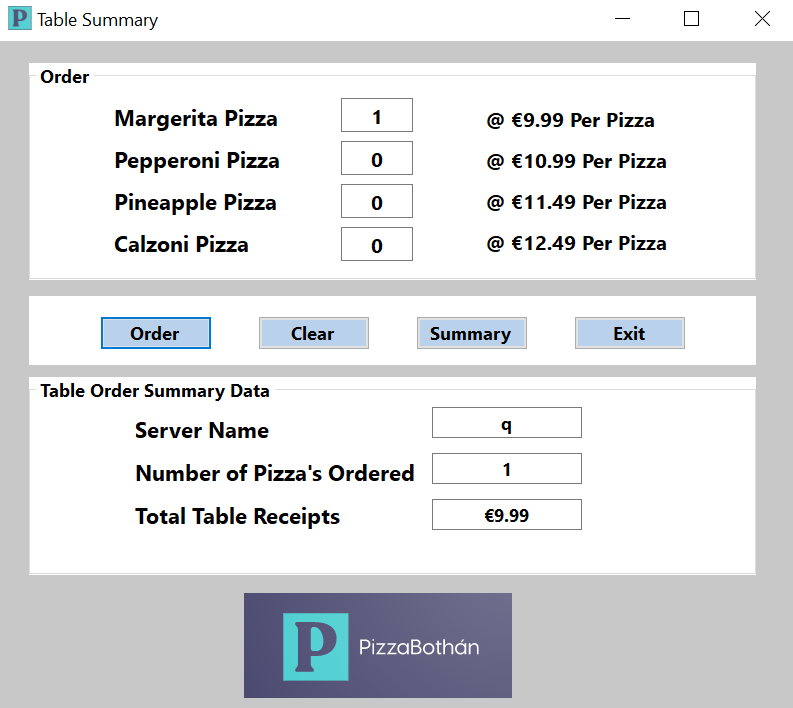 P Table Summary
Order
Margerita Pizza 1 @ €9.99 Per Pizza
Pepperoni Pizza 0 @ €10.99 Per Pizza
Pineapple Pizza 0 @ €11.49 Per Pizza
Calzoni Pizza 0 @ €12.49 Per Pizza
Order Clear Summary Exit
Table Order Summary Data
Server Name q
Number of Pizza's Ordered 1
Total Table Receipts €9.99
P PizzaBothán